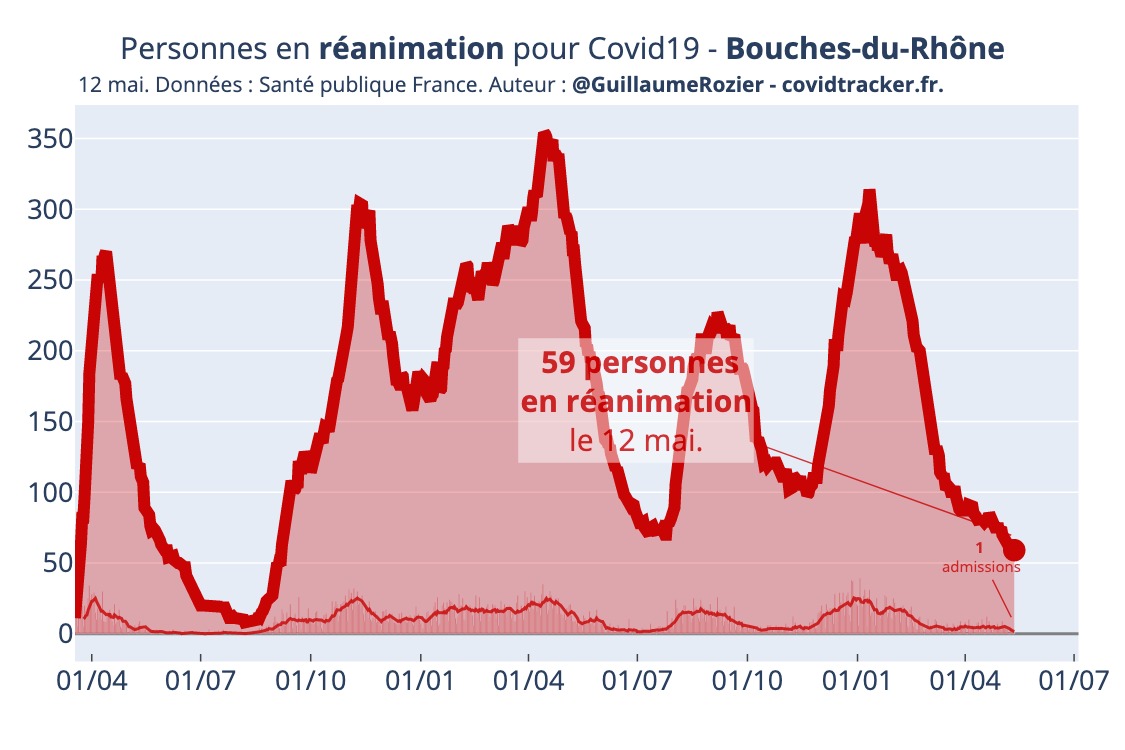 Personnes en réanimation pour Covid19 - Bouches-du-Rhône
12 mai. Données : Santé publique France. Auteur : @GuillaumeRozier - covidtracker.fr.
350
300
250
200
150
100
50
0
59 personnes
en réanimation
le 12 mai.
1
admissions
01/04 01/07 01/10 01/01 01/04 01/07 01/10 01/01 01/04 01/07